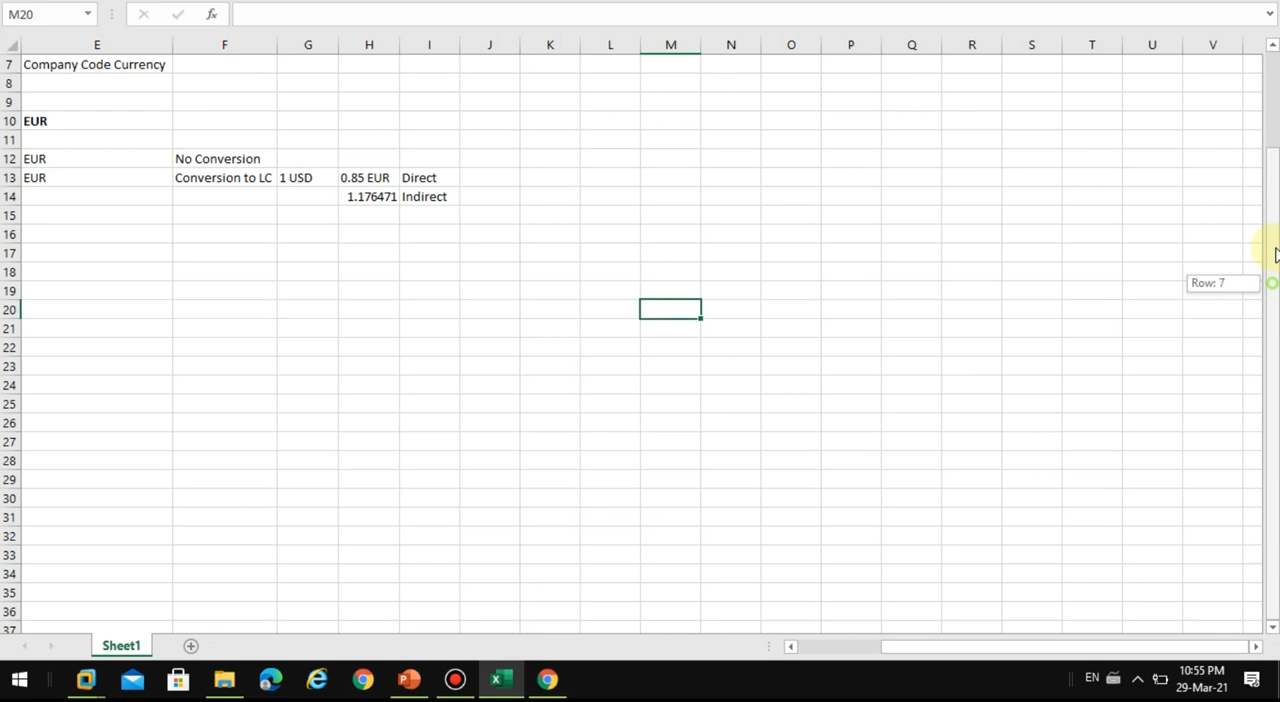 M20
fx
E F G H I J K L M N O P Q R S T U V
7 Company Code Currency
8
9
10 EUR
11
12 EUR No Conversion
13 EUR Conversion to LC 1 USD 0.85 EUR Direct
14 1.176471 Indirect
15
16
17
18
Row: 7
19
20
21
22
23
24
25
26
27
28
29
30
31
32
33
34
35
36
37
Sheet1
EN
10:55 PM
29-Mar-21